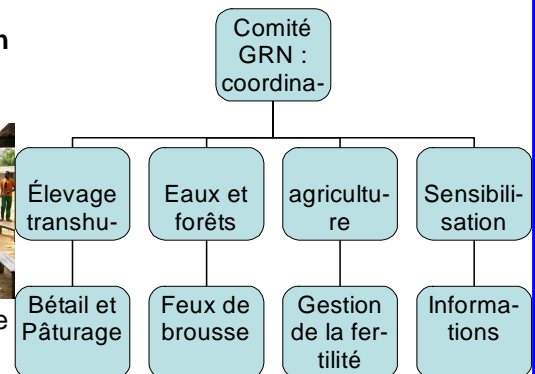 n
Comité
GRN :
coordina-
Élevage
transhu-
Eaux et
forêts
agricultu-
re
Sensibili-
sation
e
Bétail et
Pâturage
Feux de
brousse
Gestion
de la fer-
tilité
Informa-
tions